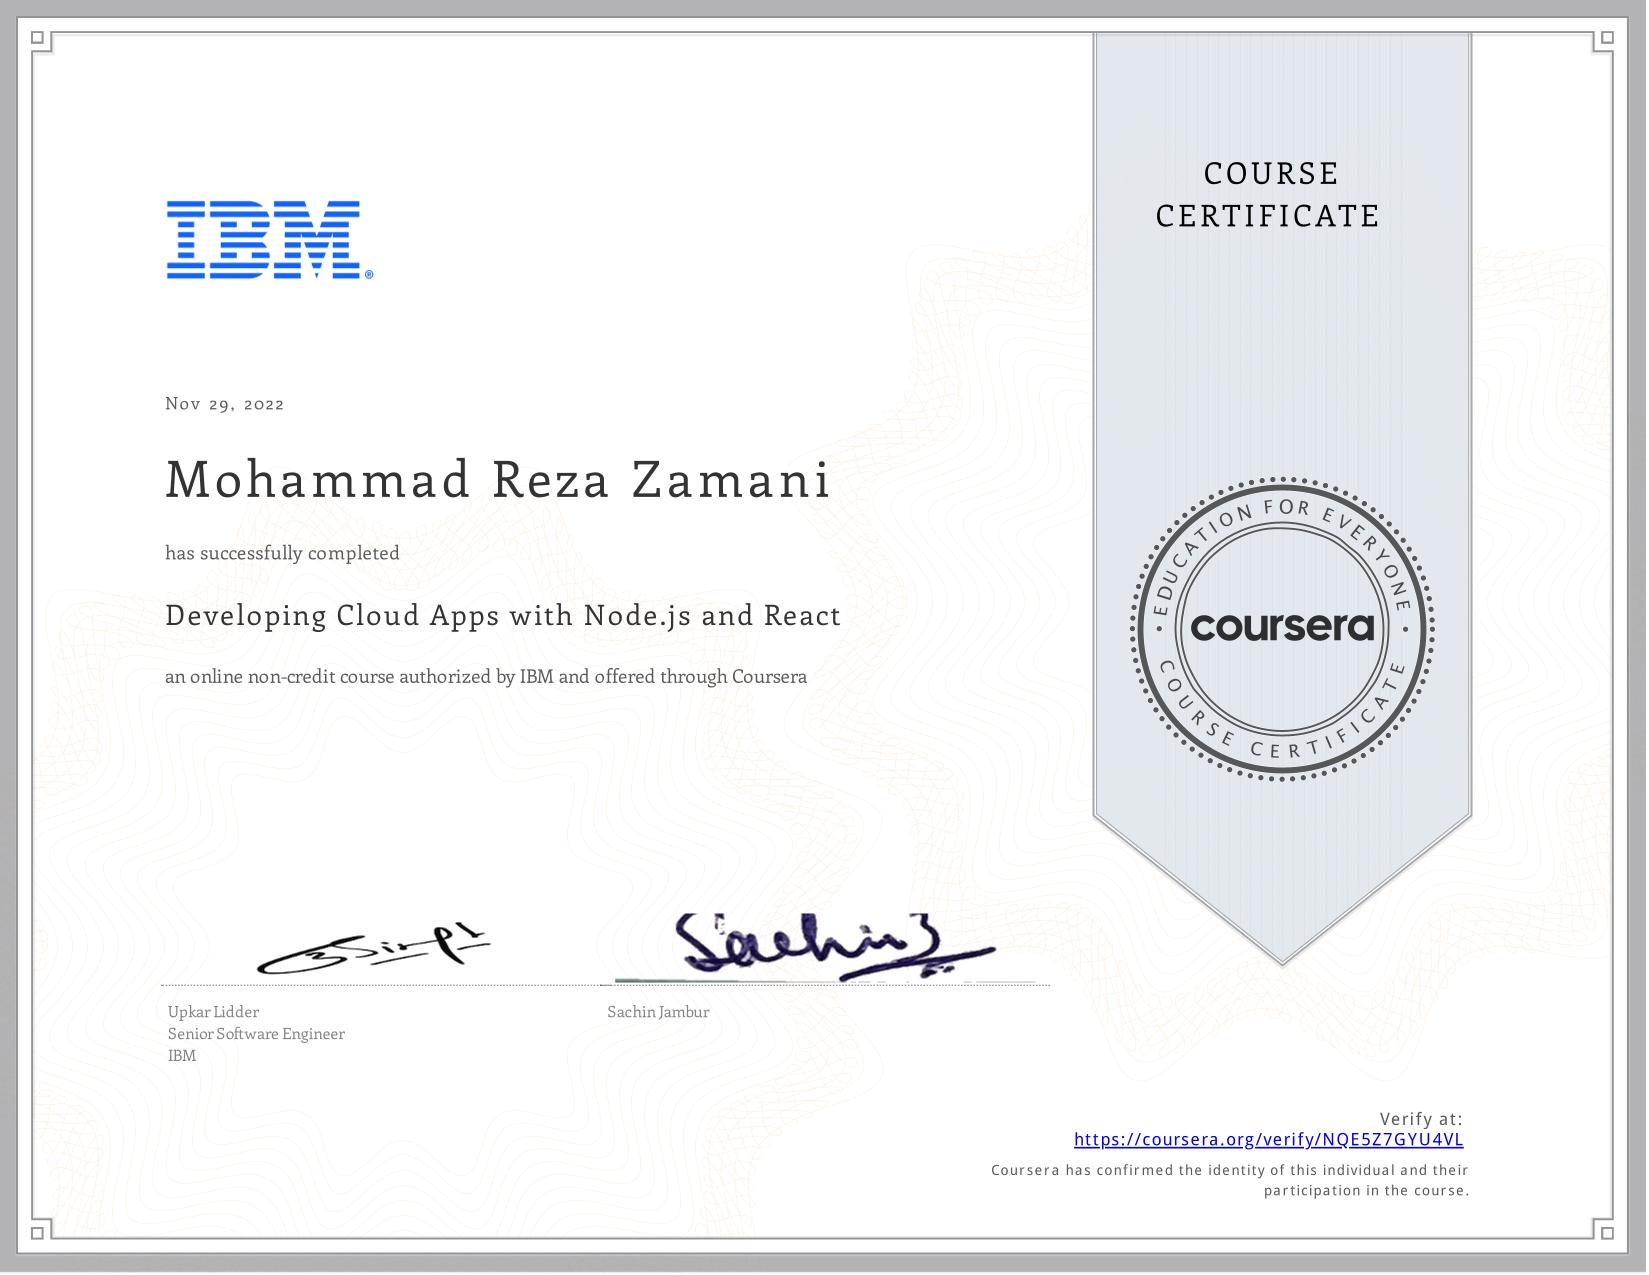 IBM®
COURSE
CERTIFICATE
Nov 29, 2022
Mohammad Reza Zamani
has successfully completed
Developing Cloud Apps with Node.js and React
an online non-credit course authorized by IBM and offered through Coursera
EDUCATION FOR EVERYONE
coursera
COURSE CERTIFICATE
Sachin J
Upkar Lidder
Senior Software Engineer
IBM
Sachin Jambur
Verify at:
https://coursera.org/verify/NQE5Z7GYU4VL
Coursera has confirmed the identity of this individual and their
participation in the course.